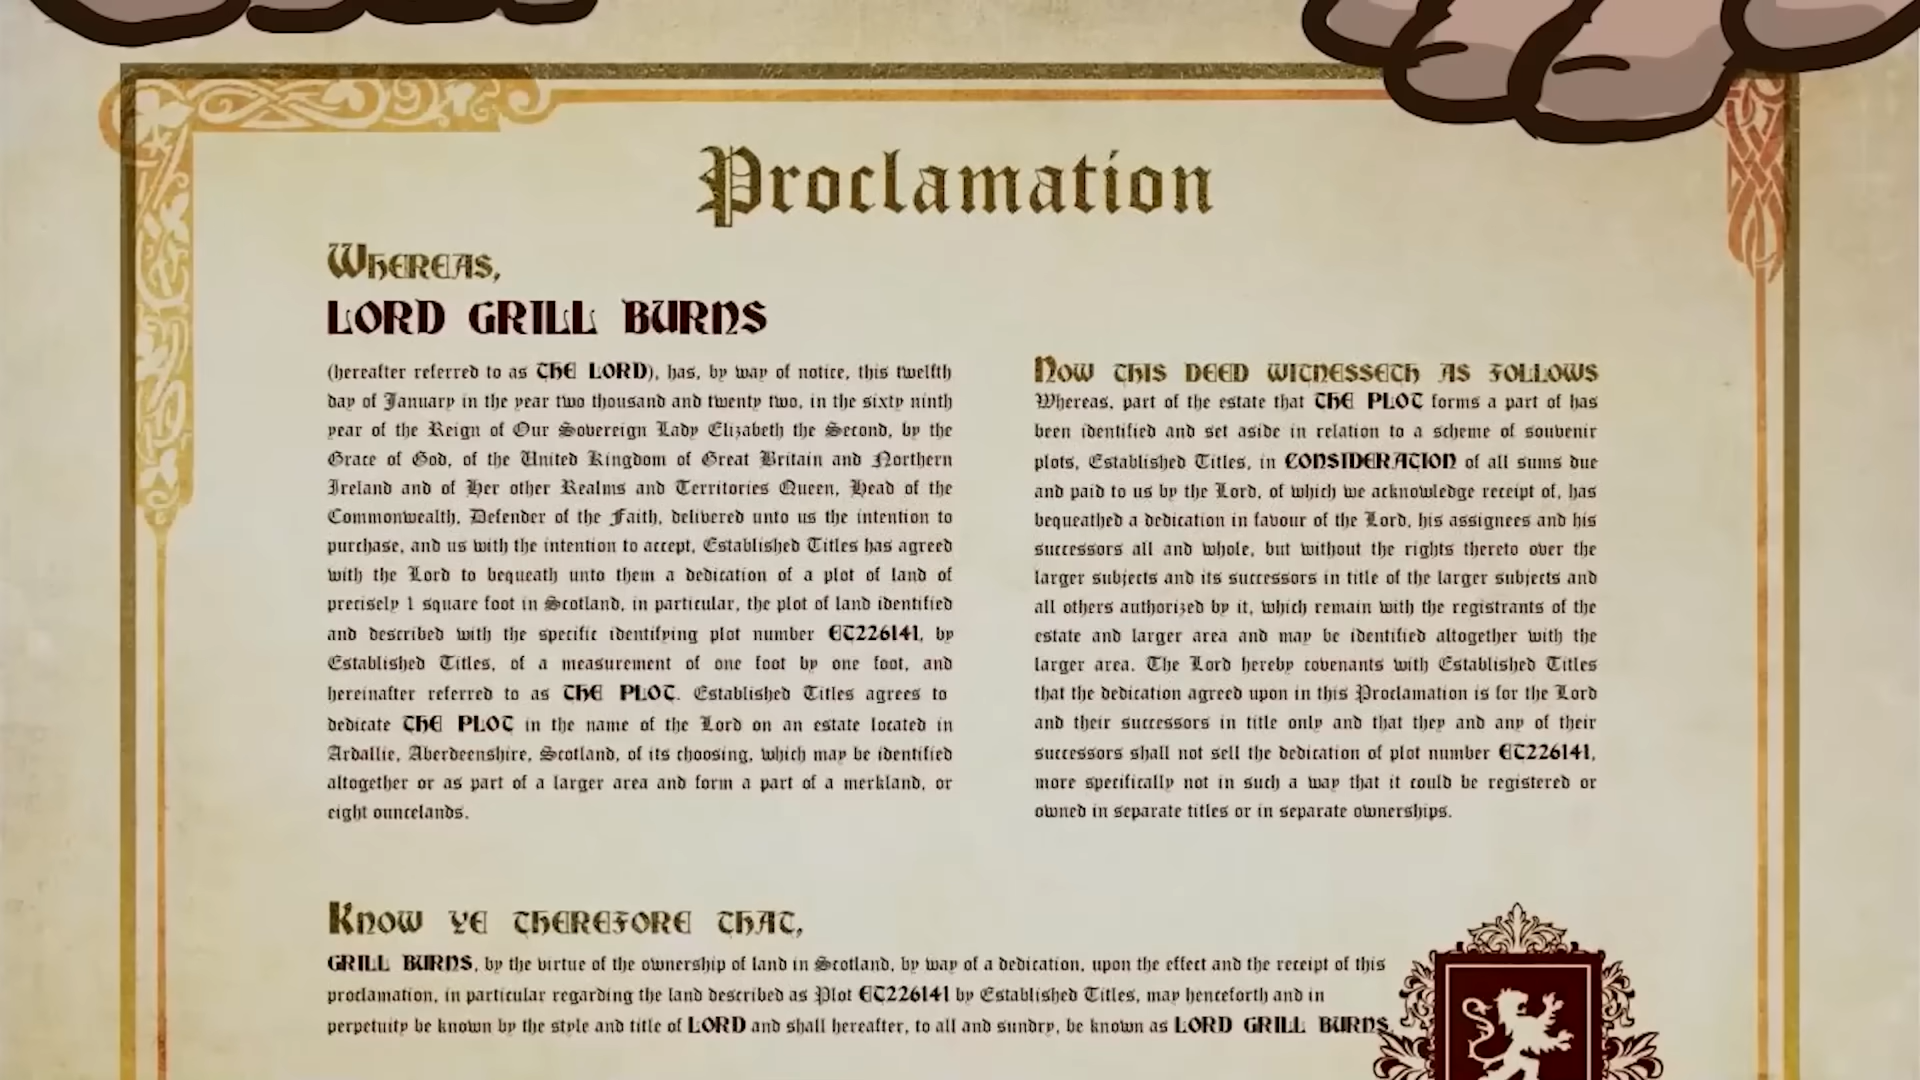 Proclamation
Whereas,
LORD GRILL BURNS
(hereafter referred to as THE LORD), has, by way of notice, this twelfth
day of January in the year two thousand and twenty two, in the sixty ninth
year of the Reign of Our Sovereign Lady Elizabeth the Second, by the
Grace of God, of the United Kingdom of Great Britain and Northern
Ireland and of Her other Realms and Territories Queen, Head of the
Commonwealth, Defender of the Faith, delivered unto us the intention to
purchase, and us with the intention to accept, Established Titles has agreed
with the Lord to bequeath unto them a dedication of a plot of land of
precisely 1 square foot in Scotland, in particular, the plot of land identified
and described with the specific identifying plot number ET226141, by
Established Titles, of a measurement of one foot by one foot, and
hereinafter referred to as THE PLOT. Established Titles agrees to
dedicate THE PLOT in the name of the Lord on an estate located in
Ardallie, Aberdeenshire, Scotland, of its choosing, which may be identified
altogether or as part of a larger area and form a part of a merkland, or
eight ouncelands.
Now this deed witnesseth as follows
Whereas, part of the estate that THE PLOT forms a part of has
been identified and set aside in relation to a scheme of souvenir
plots, Established Titles, in CONSIDERATION of all sums due
and paid to us by the Lord, of which we acknowledge receipt of, has
bequeathed a dedication in favour of the Lord, his assignees and his
successors all and whole, but without the rights thereto over the
larger subjects and its successors in title of the larger subjects and
all others authorized by it, which remain with the registrants of the
estate and larger area and may be identified altogether with the
larger area. The Lord hereby covenants with Established Titles
that the dedication agreed upon in this Proclamation is for the Lord
and their successors in title only and that they and any of their
successors shall not sell the dedication of plot number ET226141,
more specifically not in such a way that it could be registered or
owned in separate titles or in separate ownerships.
Know ye therefore that,
GRILL BURNS, by the virtue of the ownership of land in Scotland, by way of a dedication, upon the effect and the receipt of this
proclamation, in particular regarding the land described as Plot ET226141 by Established Titles, may henceforth and in
perpetuity be known by the style and title of LORD and shall hereafter, to all and sundry, be known as LORD GRILL BURNS.